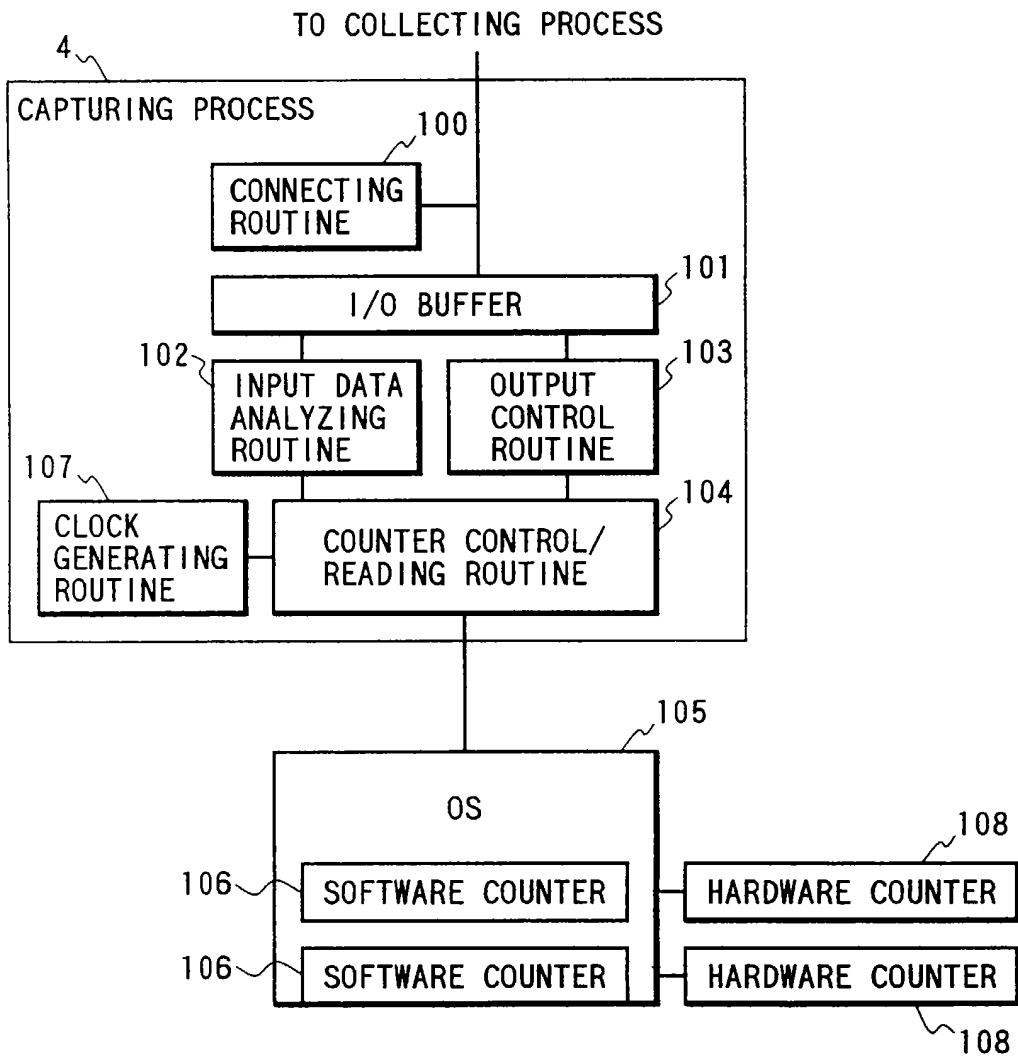 TO COLLECTING PROCESS
4
CAPTURING PROCESS
100
CONNECTING
ROUTINE
101
I/O BUFFER
102
INPUT DATA
ANALYZING
ROUTINE
103
OUTPUT
CONTROL
ROUTINE
107
CLOCK
GENERATING
ROUTINE
104
COUNTER CONTROL/
READING ROUTINE
105
OS
106
SOFTWARE COUNTER
108
HARDWARE COUNTER
106
SOFTWARE COUNTER
HARDWARE COUNTER
108